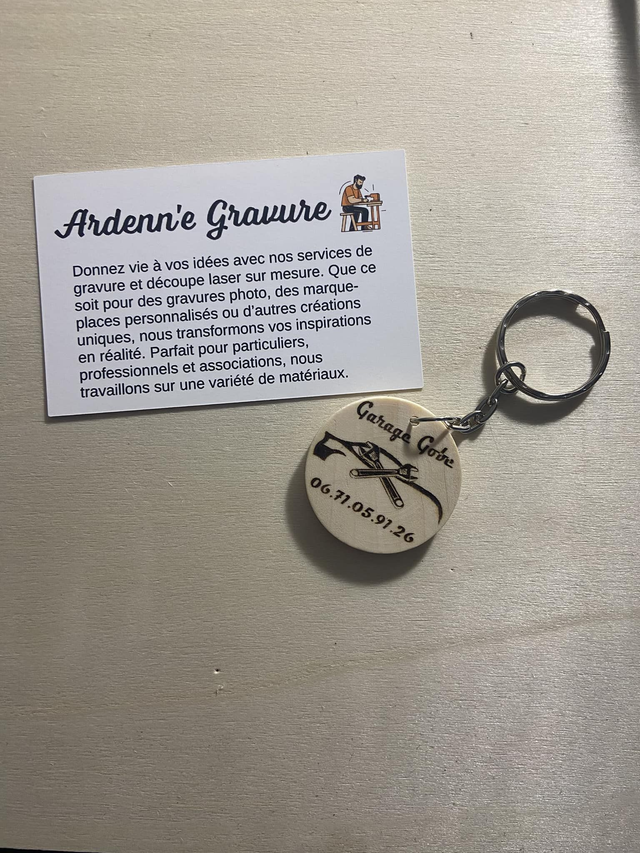 Ardenn'e Gravure
Donnez vie à vos idées avec nos services de
gravure et découpe laser sur mesure. Que ce
soit pour des gravures photo, des marque-
places personnalisés ou d'autres créations
uniques, nous transformons vos inspirations
en réalité. Parfait pour particuliers,
professionnels et associations, nous
travaillons sur une variété de matériaux.
Garage Gobe
06.71.05.91.26